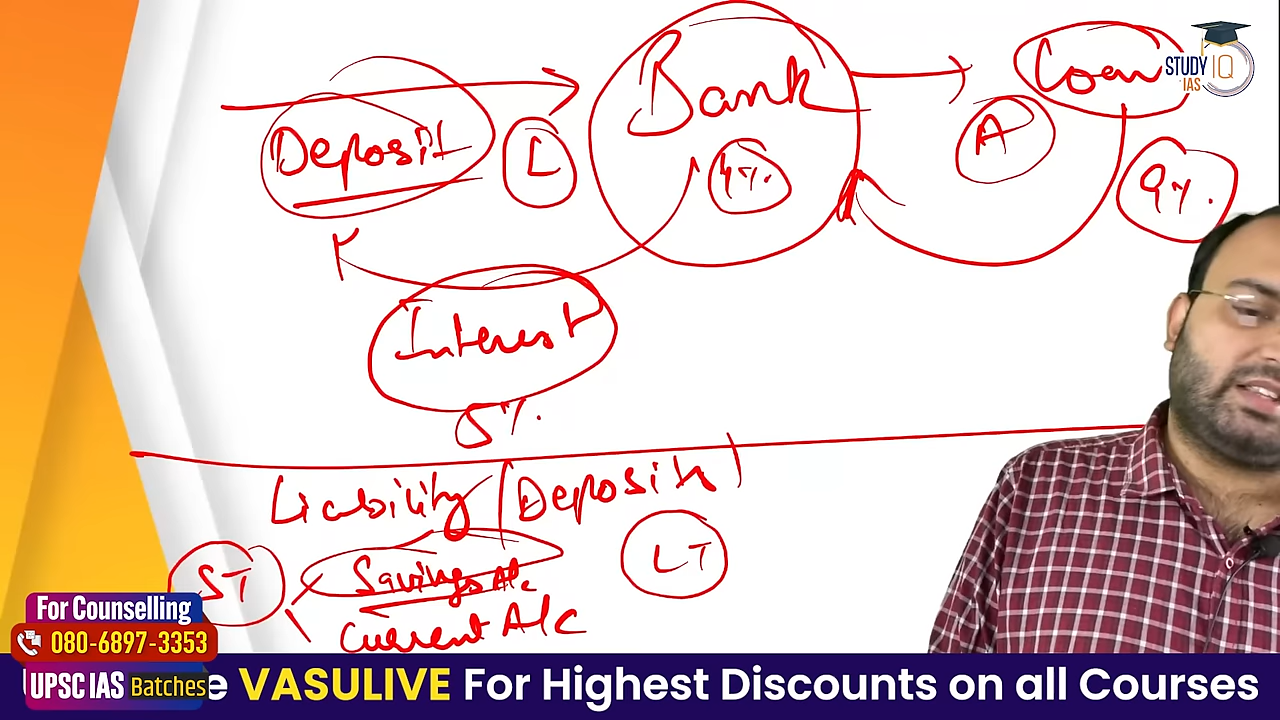 Bank
Loan
STUDY IQ
IAS
Deposit
L
4%.
A
9%.
Interest
5%.
Liability (Deposits)
ST
Savings A/c
LT
Current A/c
For Counselling
080-6897-3353
UPSC IAS Batches
e VASULIVE For Highest Discounts on all Courses